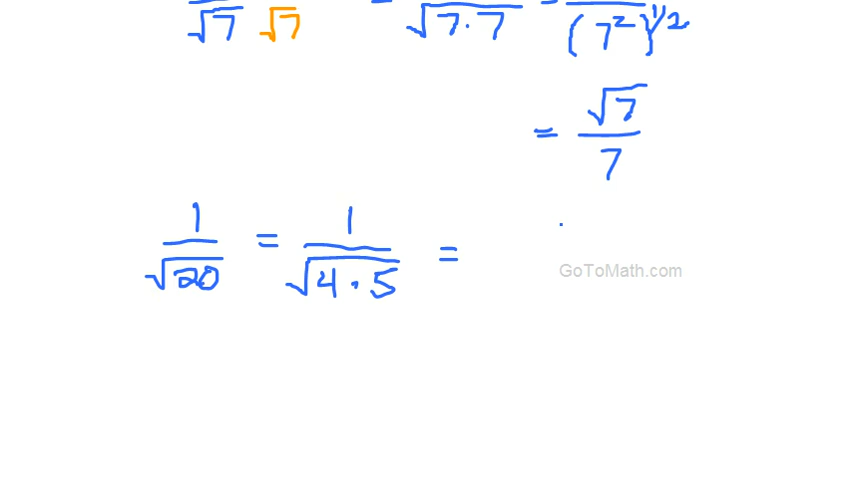 √7 √7 = √7·7 = (7²)^1/2
= √7/7
1/√20 = 1/√4·5 =
GoToMath.com